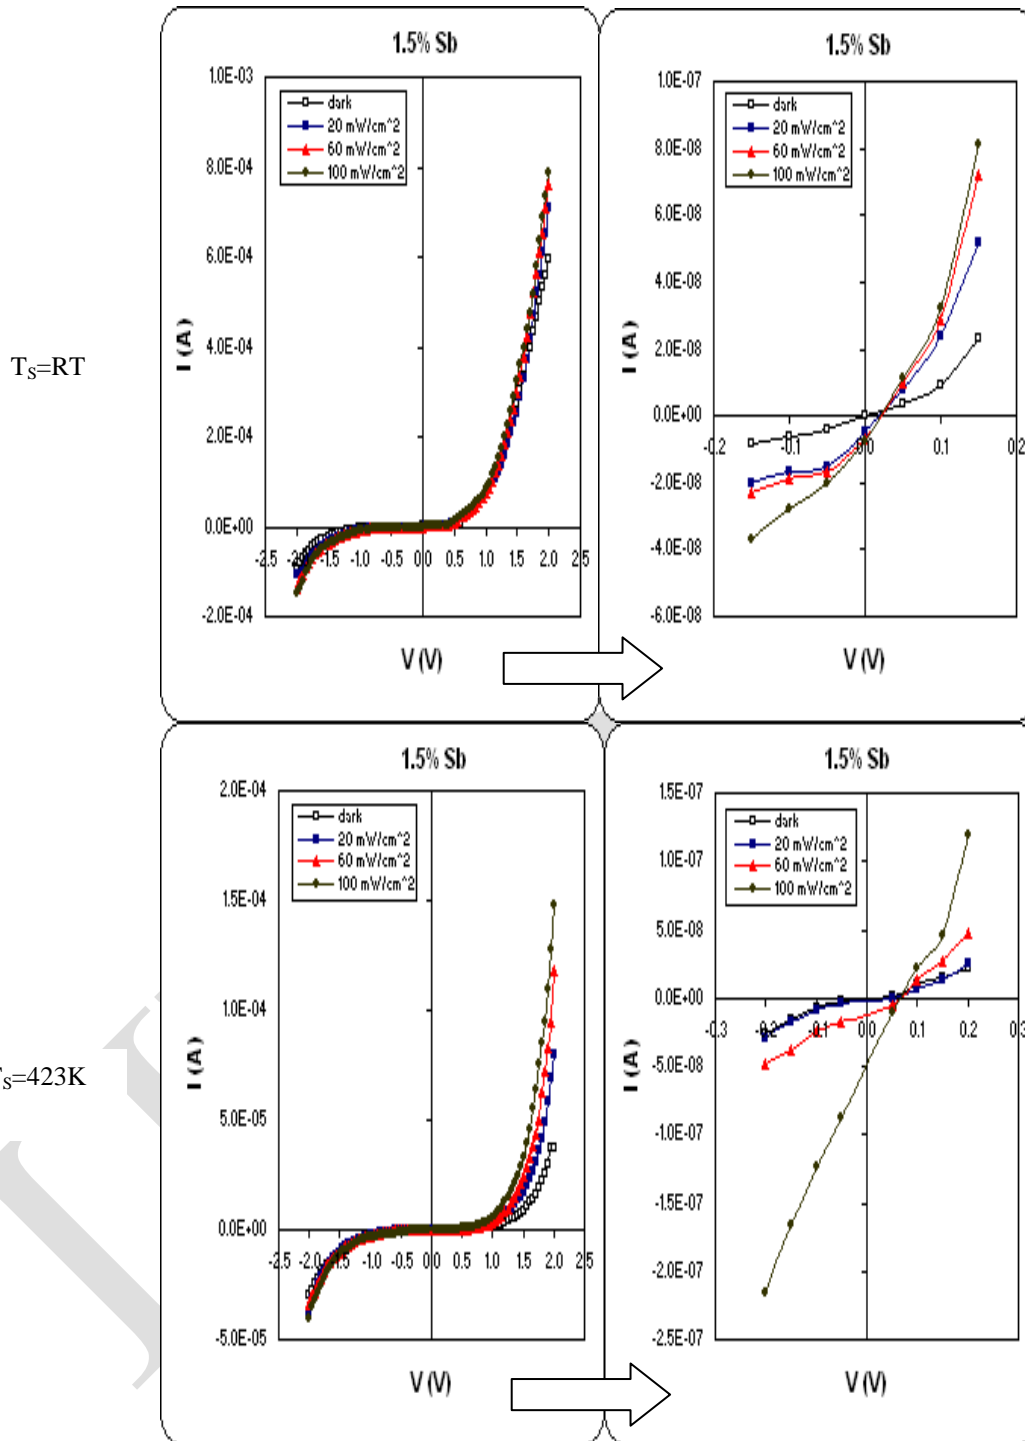 1.5% Sb
1.0E-03
8.0E-04
6.0E-04
4.0E-04
2.0E-04
0.0E+00
-2.0E-04
dark
20 mW/cm^2
60 mW/cm^2
100 mW/cm^2
-2.5 -2.0 -1.5 -1.0 -0.5 0.0 0.5 1.0 1.5 2.0 2.5
I (A)
V (V)
TS=RT
1.5% Sb
1.0E-07
8.0E-08
6.0E-08
4.0E-08
2.0E-08
0.0E+00
-2.0E-08
-4.0E-08
-6.0E-08
dark
20 mW/cm^2
60 mW/cm^2
100 mW/cm^2
-0.2 -0.1 0.0 0.1 0.2
I (A)
V (V)
1.5% Sb
2.0E-04
1.5E-04
1.0E-04
5.0E-05
0.0E+00
-5.0E-05
dark
20 mW/cm^2
60 mW/cm^2
100 mW/cm^2
-2.5 -2.0 -1.5 -1.0 -0.5 0.0 0.5 1.0 1.5 2.0 2.5
I (A)
V (V)
TS=423K
1.5% Sb
1.5E-07
1.0E-07
5.0E-08
0.0E+00
-5.0E-08
-1.0E-07
-1.5E-07
-2.0E-07
-2.5E-07
dark
20 mW/cm^2
60 mW/cm^2
100 mW/cm^2
-0.3 -0.2 -0.1 0.0 0.1 0.2 0.3
I (A)
V (V)